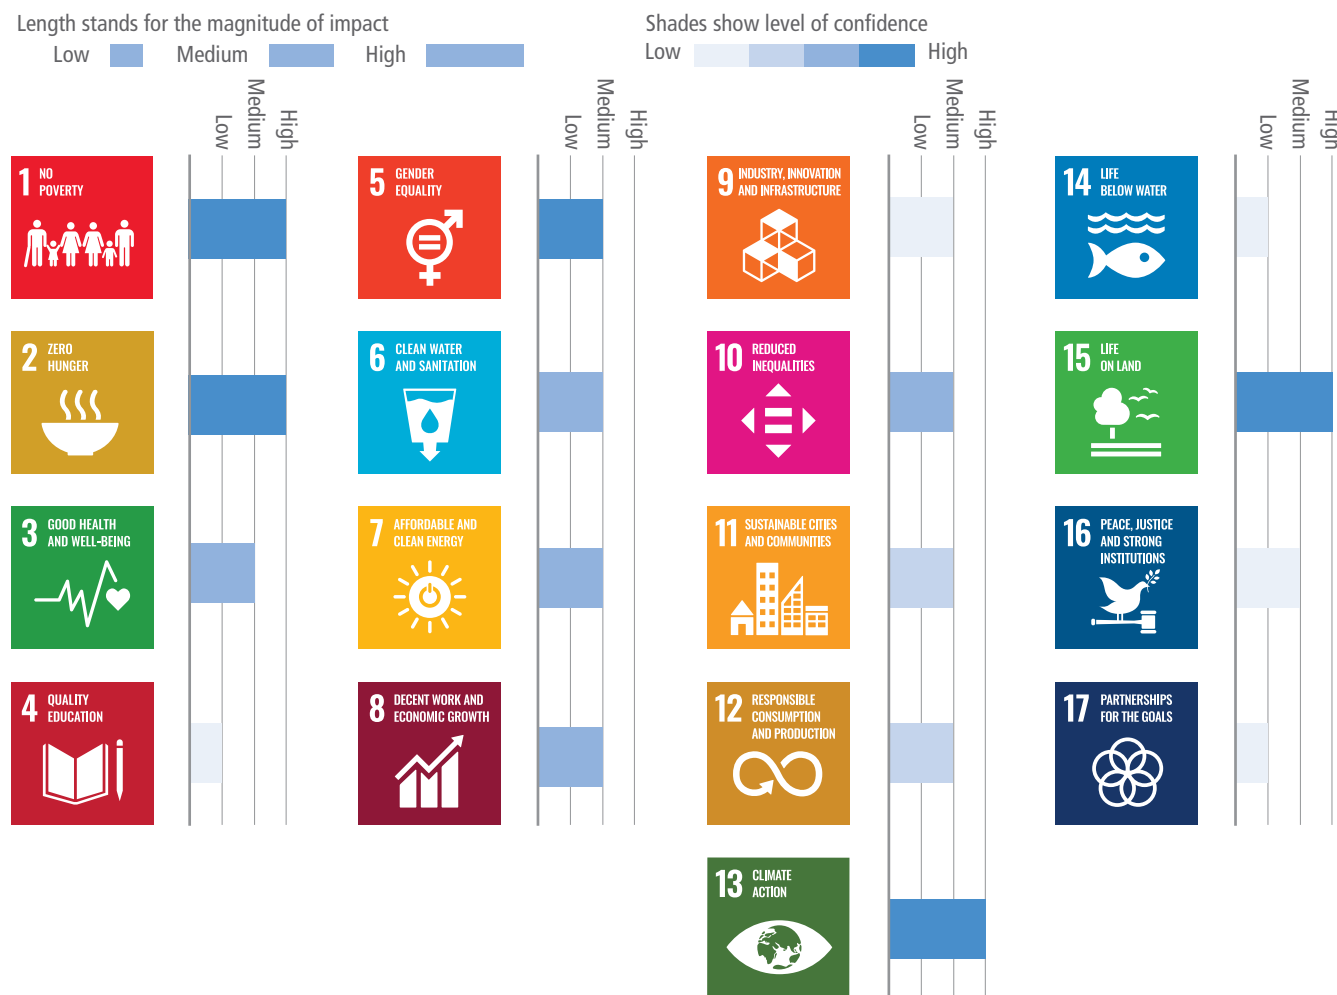 Length stands for the magnitude of impact
Low Medium High
Shades show level of confidence
Low High
Low Medium High
Low Medium High
Low Medium High
Low Medium High
1 NO
POVERTY
2 ZERO
HUNGER
3 GOOD HEALTH
AND WELL-BEING
4 QUALITY
EDUCATION
5 GENDER
EQUALITY
6 CLEAN WATER
AND SANITATION
7 AFFORDABLE AND
CLEAN ENERGY
8 DECENT WORK AND
ECONOMIC GROWTH
9 INDUSTRY, INNOVATION
AND INFRASTRUCTURE
10 REDUCED
INEQUALITIES
11 SUSTAINABLE CITIES
AND COMMUNITIES
12 RESPONSIBLE
CONSUMPTION
AND PRODUCTION
13 CLIMATE
ACTION
14 LIFE
BELOW WATER
15 LIFE
ON LAND
16 PEACE, JUSTICE
AND STRONG
INSTITUTIONS
17 PARTNERSHIPS
FOR THE GOALS